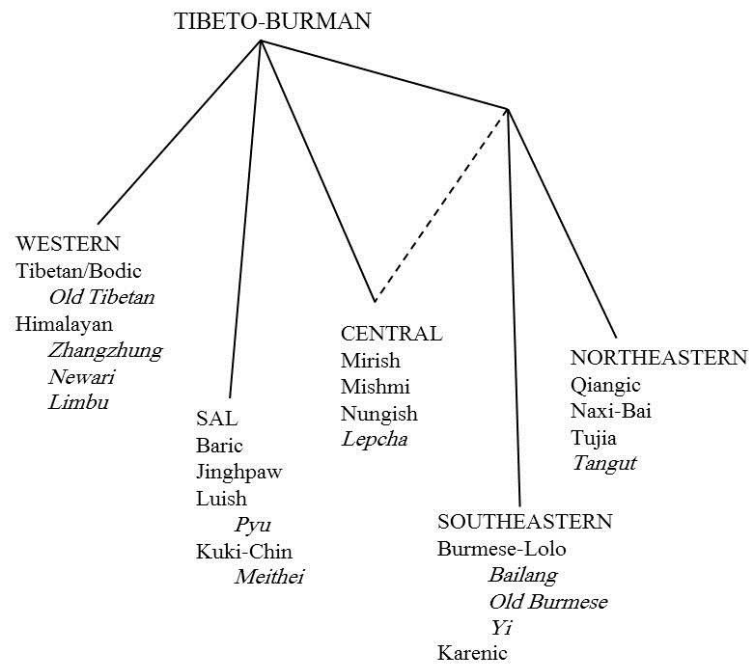 TIBETO-BURMAN
WESTERN
Tibetan/Bodic
Old Tibetan
Himalayan
Zhangzhung
Newari
Limbu
SAL
Baric
Jinghpaw
Luish
Pyu
Kuki-Chin
Meithei
CENTRAL
Mirish
Mishmi
Nungish
Lepcha
SOUTHEASTERN
Burmese-Lolo
Bailang
Old Burmese
Yi
Karenic
NORTHEASTERN
Qiangic
Naxi-Bai
Tujia
Tangut